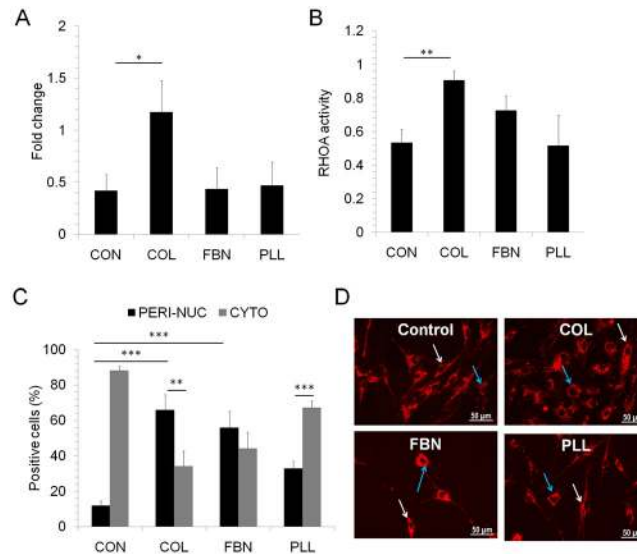 A
Fold change
2
1.5
1
0.5
0
*
CON COL FBN PLL
B
RHOA activity
1.2
1
0.8
0.6
0.4
0.2
0
**
CON COL FBN PLL
C
PERI-NUC CYTO
Positive cells (%)
100
80
60
40
20
0
***
***
**
***
CON COL FBN PLL
D
Control
50 µm
COL
50 µm
FBN
50 µm
PLL
50 µm